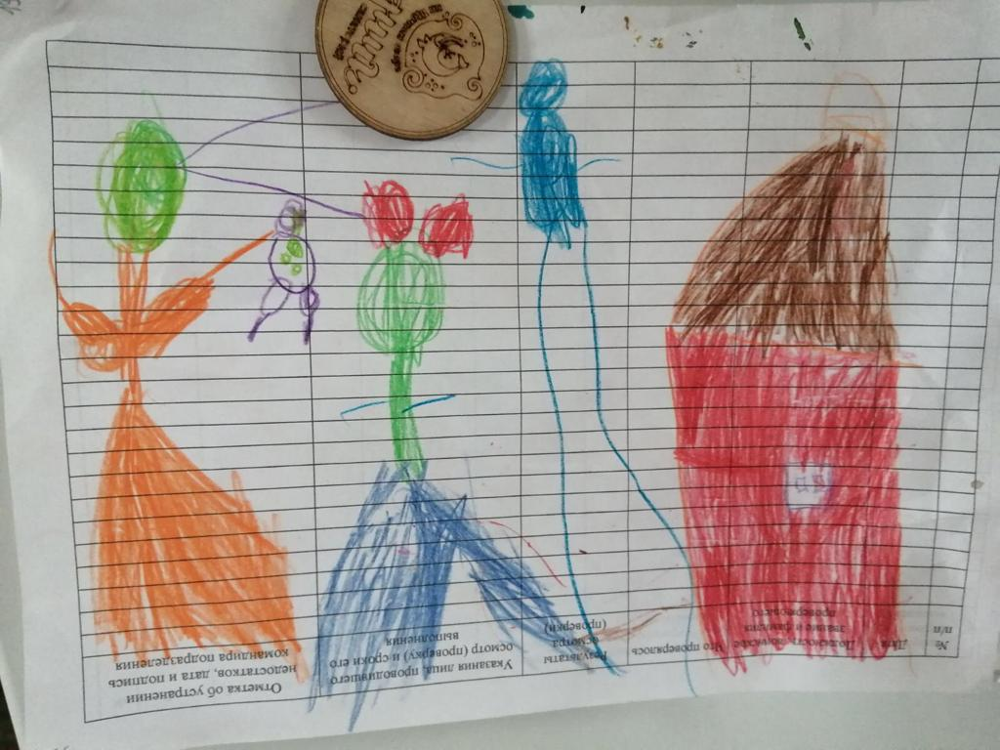 №
п/п
Дата
Должность, воинское
звание и фамилия
проверяющего
Что проверялось
Результаты
осмотра
(проверки)
Указания лица, проводившего
осмотр (проверку) и сроки его
выполнения
Отметка об устранении
недостатков, дата и подпись
командира подразделения